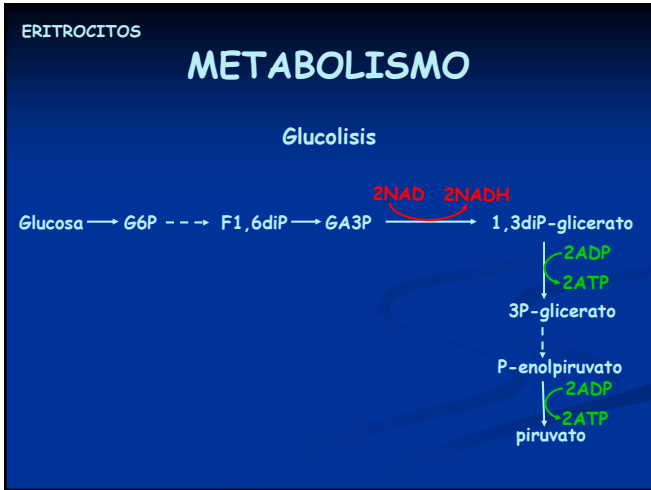 ERITROCITOS
METABOLISMO
Glucolisis
2NAD 2NADH
Glucosa G6P F1,6diP GA3P 1,3diP-glicerato
2ADP
2ATP
3P-glicerato
P-enolpiruvato
2ADP
2ATP
piruvato